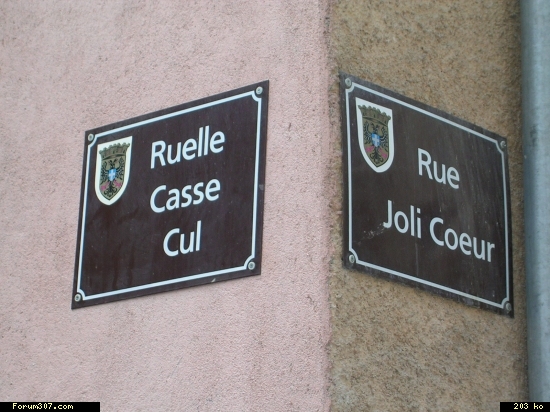 Ruelle
Casse
Cul
Rue
Joli Coeur
Forum307.com
203 ko